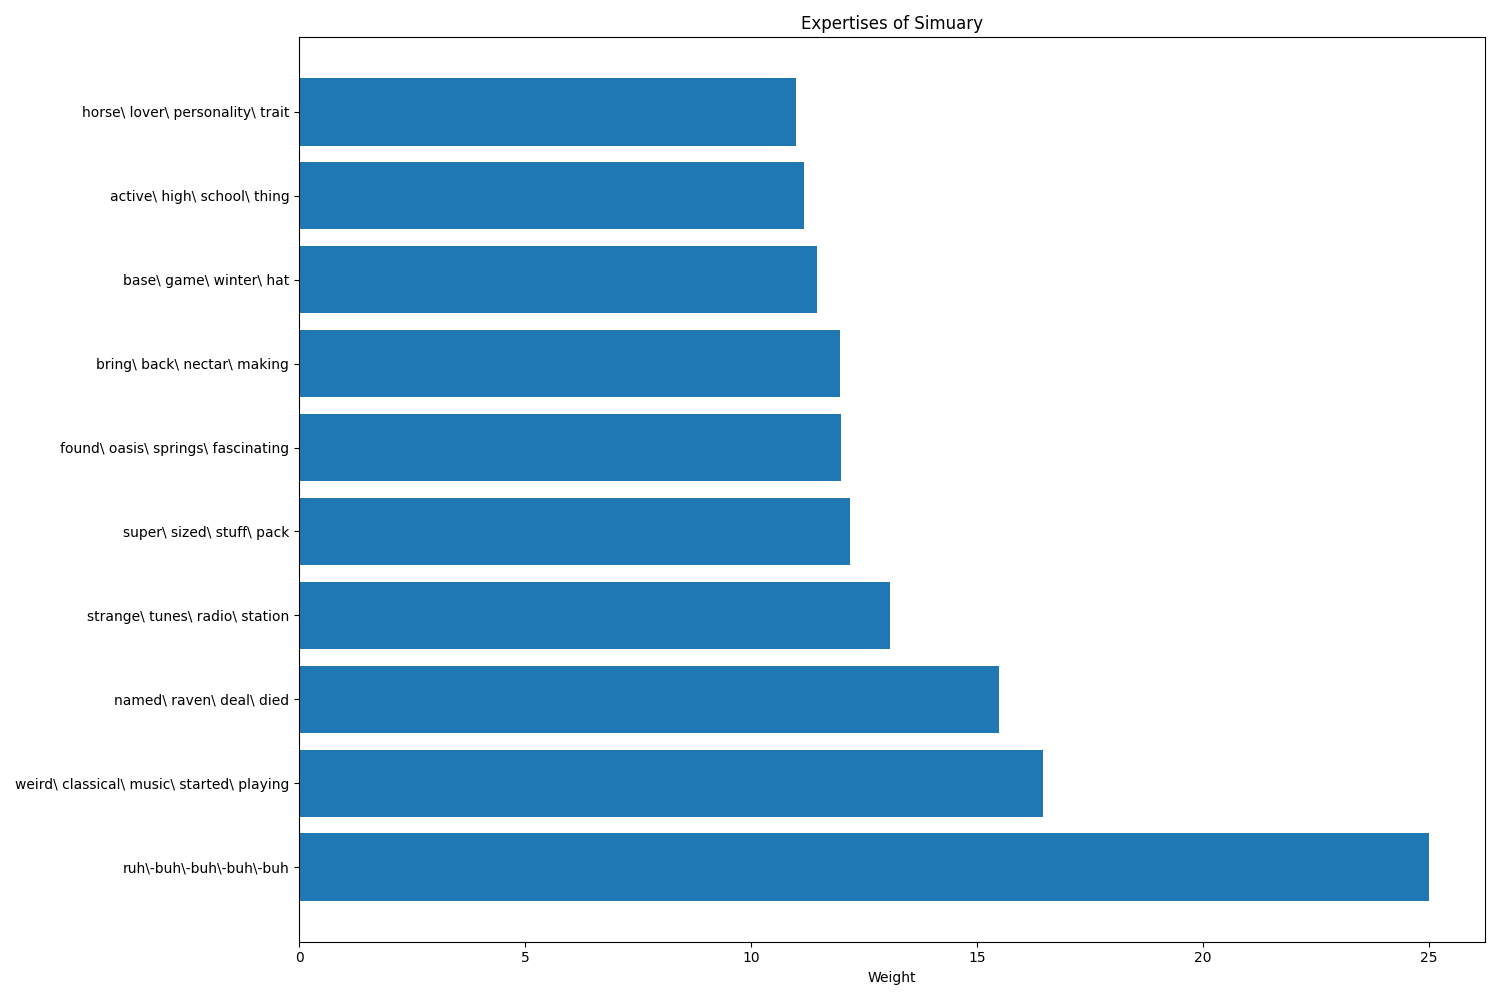 Expertises of Simuary
horse\ lover\ personality\ trait
active\ high\ school\ thing
base\ game\ winter\ hat
bring\ back\ nectar\ making
found\ oasis\ springs\ fascinating
super\ sized\ stuff\ pack
strange\ tunes\ radio\ station
named\ raven\ deal\ died
weird\ classical\ music\ started\ playing
ruh\-buh\-buh\-buh\-buh
0 5 10 15 20 25
Weight